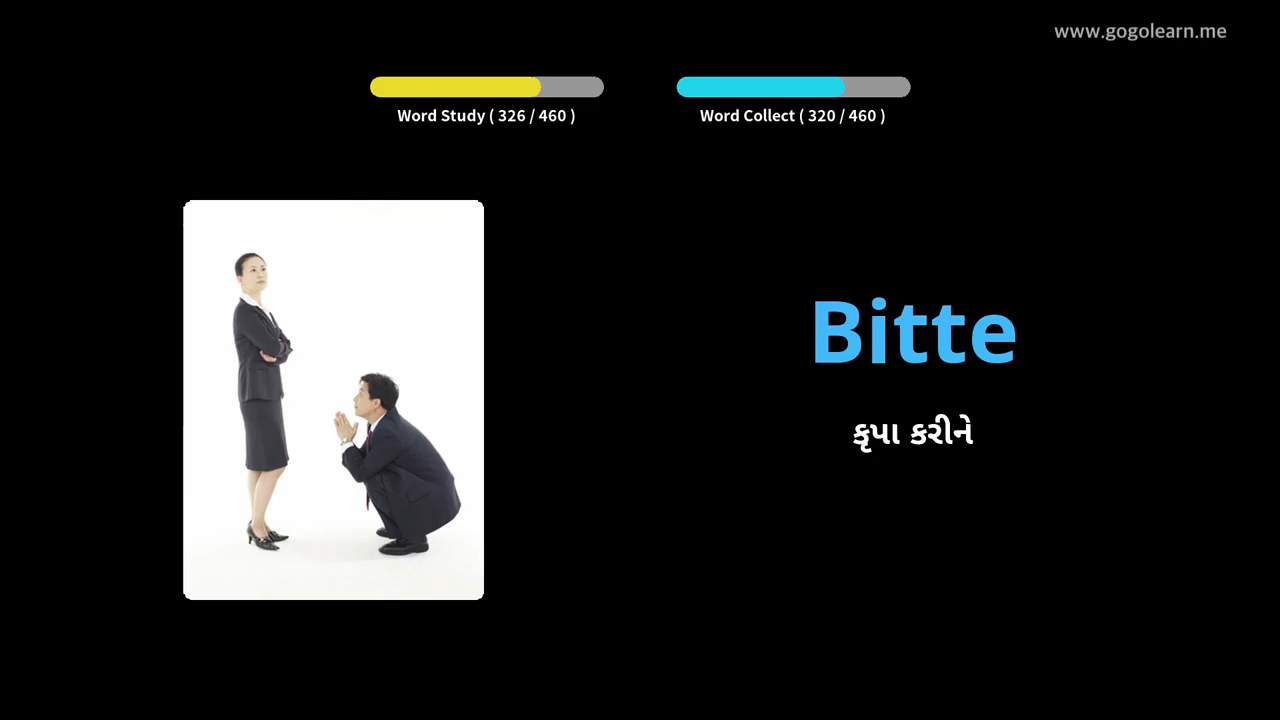 www.gogolearn.me
Word Study ( 326 / 460 )
Word Collect ( 320 / 460 )
Bitte
કૃપા કરીને